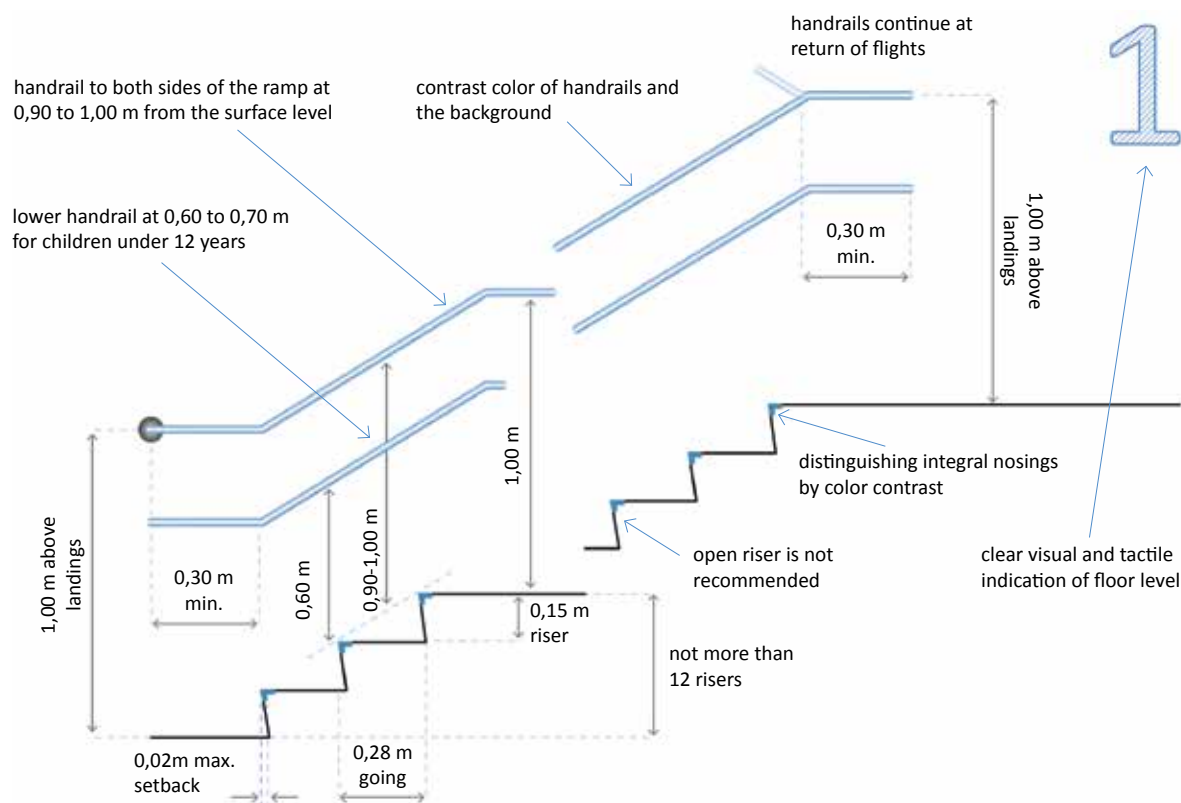 handrails continue at
return of flights
1
handrail to both sides of the ramp at
0,90 to 1,00 m from the surface level
contrast color of handrails and
the background
lower handrail at 0,60 to 0,70 m
for children under 12 years
0,30 m
min.
1,00 m above
landings
1,00 m
distinguishing integral nosings
by color contrast
1,00 m above
landings
0,30 m
min.
0,60 m
0,90-1,00 m
open riser is not
recommended
clear visual and tactile
indication of floor level
0,15 m
riser
not more than
12 risers
0,02m max.
setback
0,28 m
going